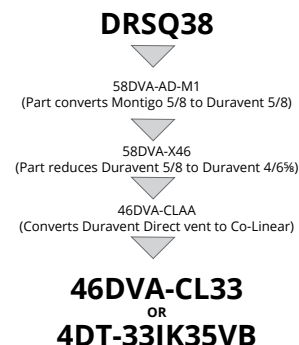 DRSQ38
58DVA-AD-M1
(Part converts Montigo 5/8 to Duravent 5/8)
58DVA-X46
(Part reduces Duravent 5/8 to Duravent 4/6⅝)
46DVA-CLAA
(Converts Duravent Direct vent to Co-Linear)
46DVA-CL33
OR
4DT-33IK35VB